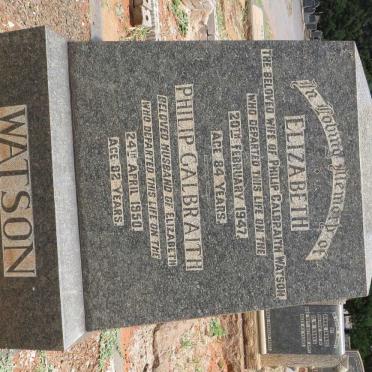 In Loving Memory of
ELIZABETH
THE BELOVED WIFE OF PHILIP GALBRAITH WATSON
WHO DEPARTED THIS LIFE ON THE
20TH FEBRUARY 1947
AGE 84 YEARS
PHILIP GALBRAITH
BELOVED HUSBAND OF ELIZABETH
WHO DEPARTED THIS LIFE ON THE
24TH APRIL 1950
AGE 82 YEARS
WATSON